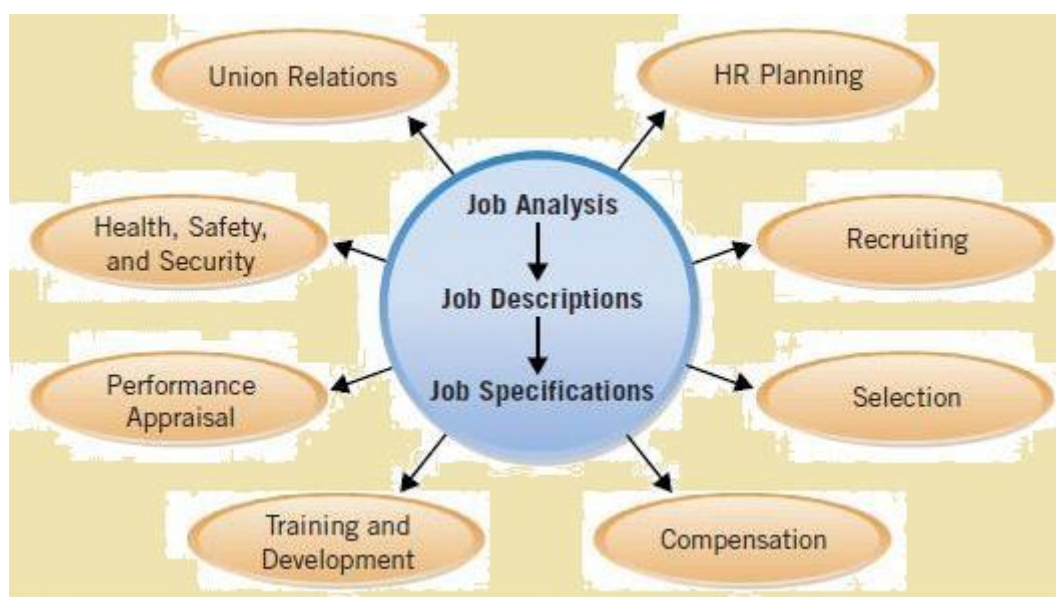 Union Relations
HR Planning
Job Analysis
Health, Safety,
and Security
Recruiting
Job Descriptions
Performance
Appraisal
Job Specifications
Selection
Training and
Development
Compensation